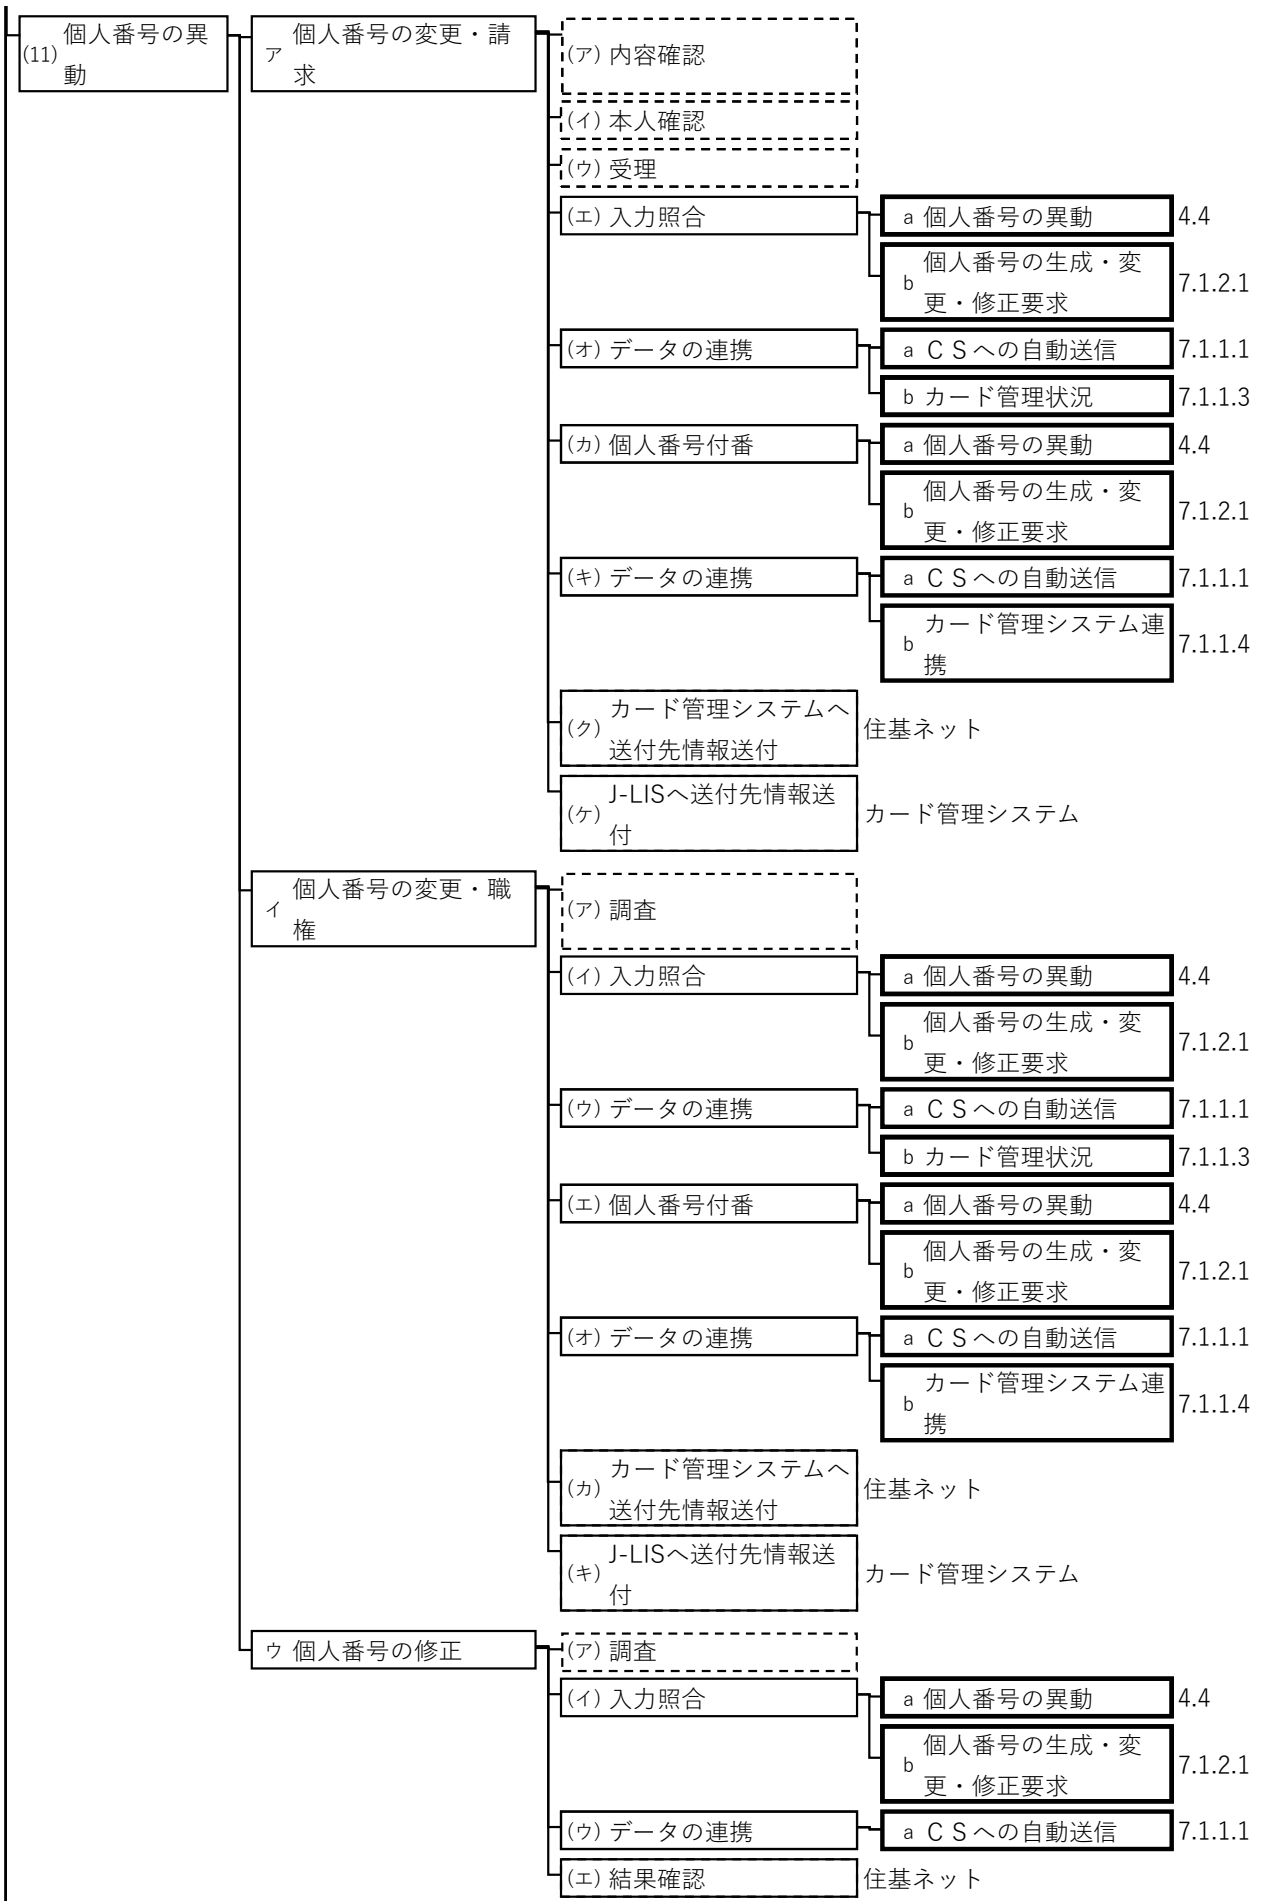 (11) 個人番号の異
動
ア 個人番号の変更・請
求
(ア) 内容確認
(イ) 本人確認
(ウ) 受理
(エ) 入力照合
a 個人番号の異動 4.4
b 個人番号の生成・変
更・修正要求 7.1.2.1
(オ) データの連携
a ＣＳへの自動送信 7.1.1.1
b カード管理状況 7.1.1.3
(カ) 個人番号付番
a 個人番号の異動 4.4
b 個人番号の生成・変
更・修正要求 7.1.2.1
(キ) データの連携
a ＣＳへの自動送信 7.1.1.1
b カード管理システム連
携 7.1.1.4
(ク) カード管理システムへ
送付先情報送付
住基ネット
(ケ) J-LISへ送付先情報送
付
カード管理システム
イ 個人番号の変更・職
権
(ア) 調査
(イ) 入力照合
a 個人番号の異動 4.4
b 個人番号の生成・変
更・修正要求 7.1.2.1
(ウ) データの連携
a ＣＳへの自動送信 7.1.1.1
b カード管理状況 7.1.1.3
(エ) 個人番号付番
a 個人番号の異動 4.4
b 個人番号の生成・変
更・修正要求 7.1.2.1
(オ) データの連携
a ＣＳへの自動送信 7.1.1.1
b カード管理システム連
携 7.1.1.4
(カ) カード管理システムへ
送付先情報送付
住基ネット
(キ) J-LISへ送付先情報送
付
カード管理システム
ウ 個人番号の修正
(ア) 調査
(イ) 入力照合
a 個人番号の異動 4.4
b 個人番号の生成・変
更・修正要求 7.1.2.1
(ウ) データの連携
a ＣＳへの自動送信 7.1.1.1
(エ) 結果確認
住基ネット